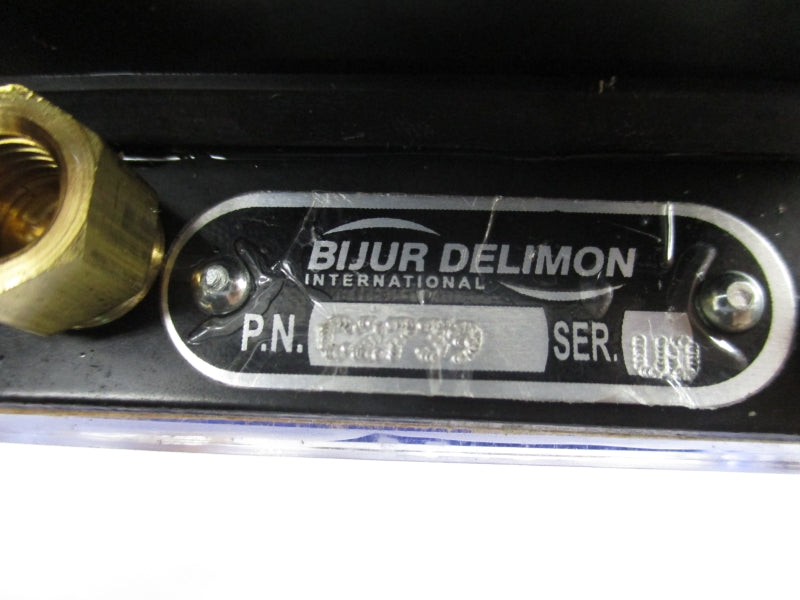 BIJUR DELIMON
INTERNATIONAL
P.N. SER.